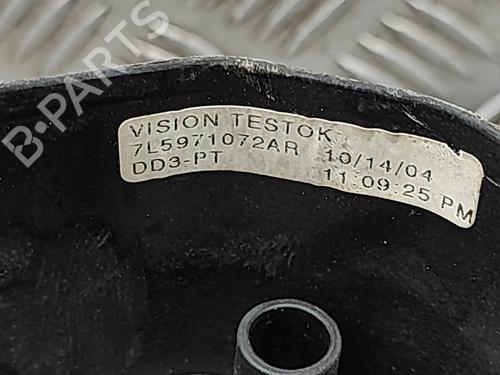 B-PARTS
VISION TESTOK
7L5971072AR 10/14/04
DD3-PT 11:09:25 PM